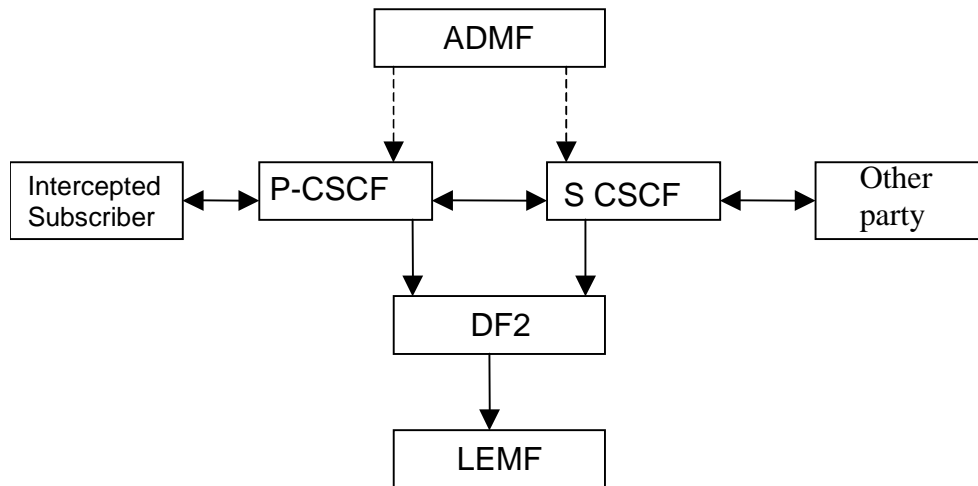 ADMF
Intercepted
Subscriber
P-CSCF
S CSCF
Other
party
DF2
LEMF